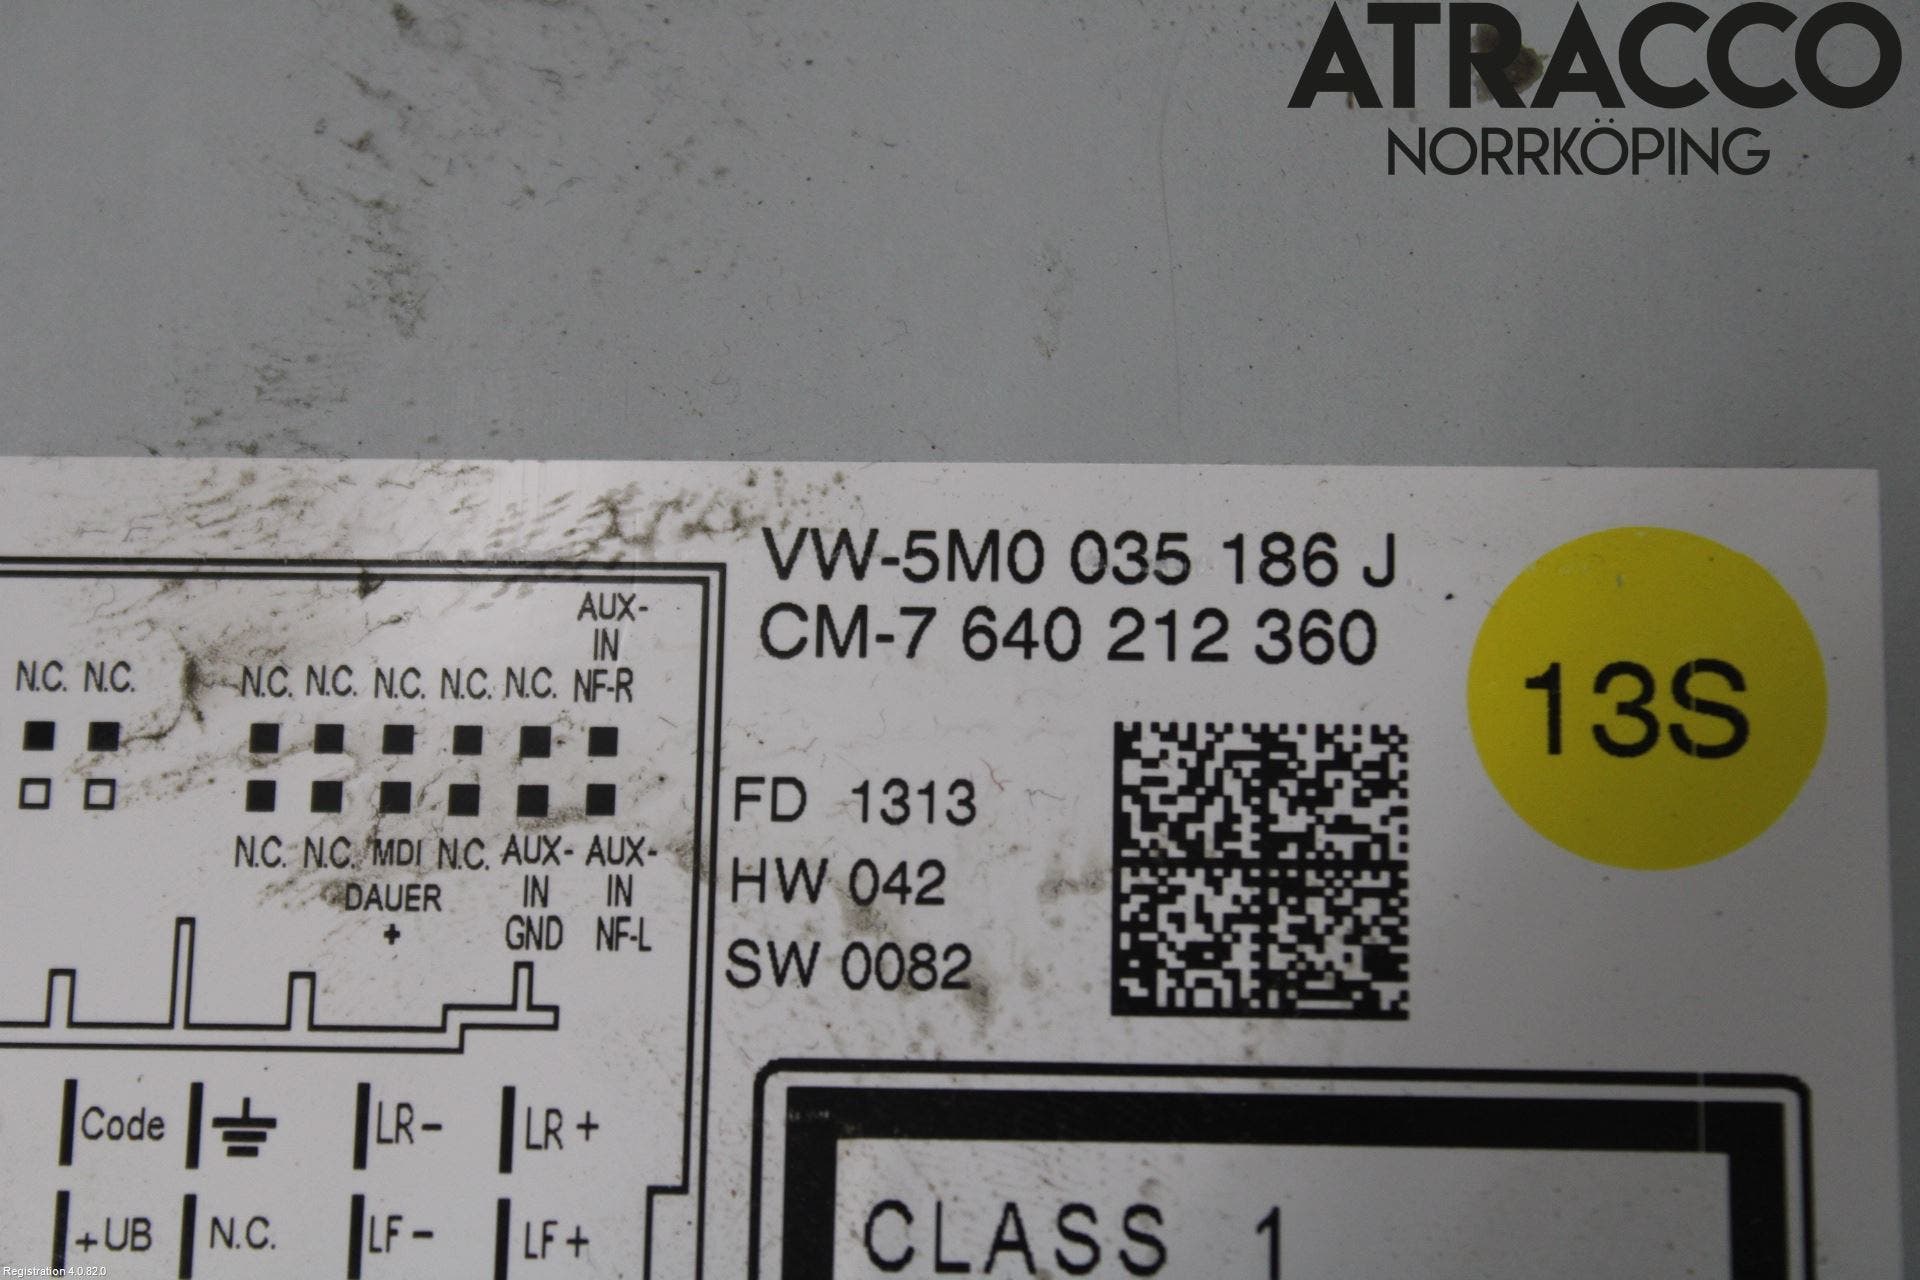 ATRACCO
NORRKÖPING
VW-5M0 035 186 J
CM-7 640 212 360
13S
AUX-
IN
N.C. N.C. N.C. N.C. N.C. N.C. N.C. NF-R
N.C. N.C. MDI N.C. AUX- AUX-
DAUER IN IN
+ GND NF-L
FD 1313
HW 042
SW 0082
Code LR- LR+
+UB N.C. LF- LF+
CLASS 1
Registration 4.0.82.0